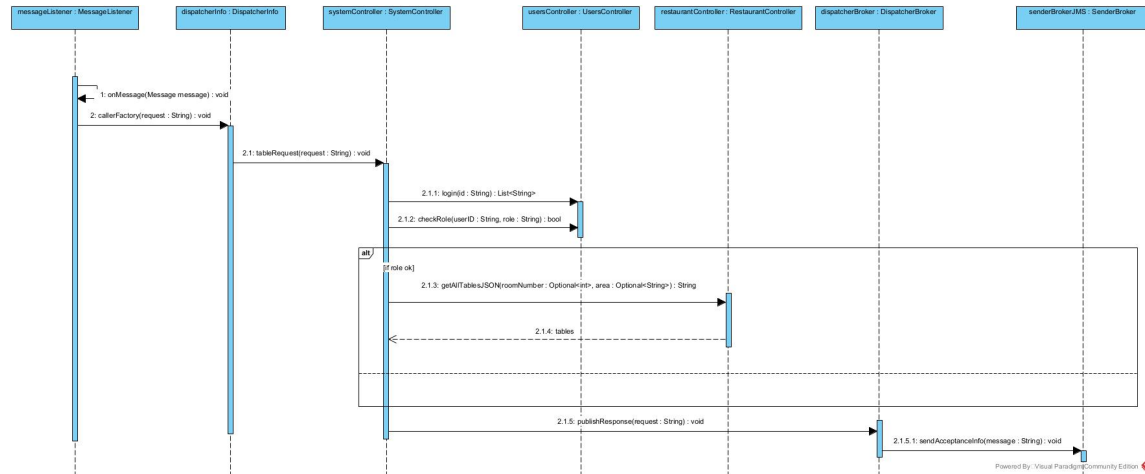 messageListener : MessageListener
dispatcherInfo : DispatcherInfo
systemController : SystemController
usersController : UsersController
restaurantController : RestaurantController
dispatcherBroker : DispatcherBroker
senderBrokerJMS : SenderBroker
1: onMessage(Message message) : void
2: callerFactory(request : String) : void
2.1: tableRequest(request : String) : void
2.1.1: login(id : String) : List<String>
2.1.2: checkRole(userID : String, role : String) : bool
alt
[if role ok]
2.1.3: getAllTablesJSON(roomNumber : Optional<int>, area : Optional<String>) : String
2.1.4: tables
2.1.5: publishResponse(request : String) : void
2.1.5.1: sendAcceptanceInfo(message : String) : void
Powered By: Visual Paradigm Community Edition